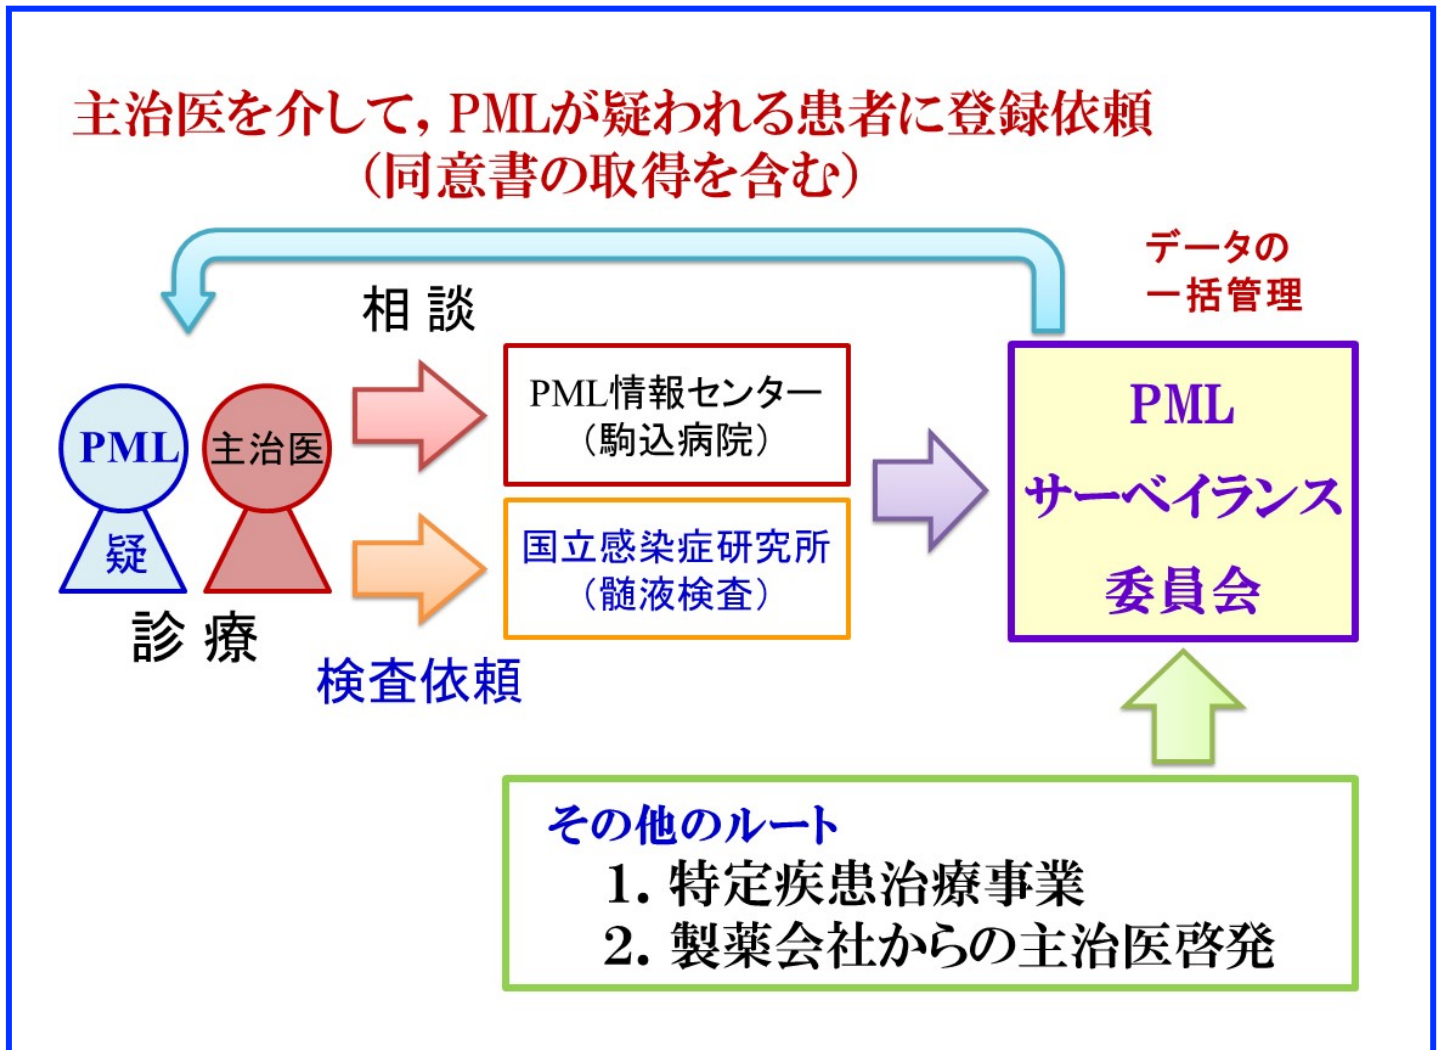 主治医を介して，PMLが疑われる患者に登録依頼
（同意書の取得を含む）
データの
一括管理
相 談
PML情報センター
（駒込病院）
PML
主治医
疑
診 療
国立感染症研究所
（髄液検査）
検査依頼
PML
サーベイランス
委員会
その他のルート
1. 特定疾患治療事業
2. 製薬会社からの主治医啓発